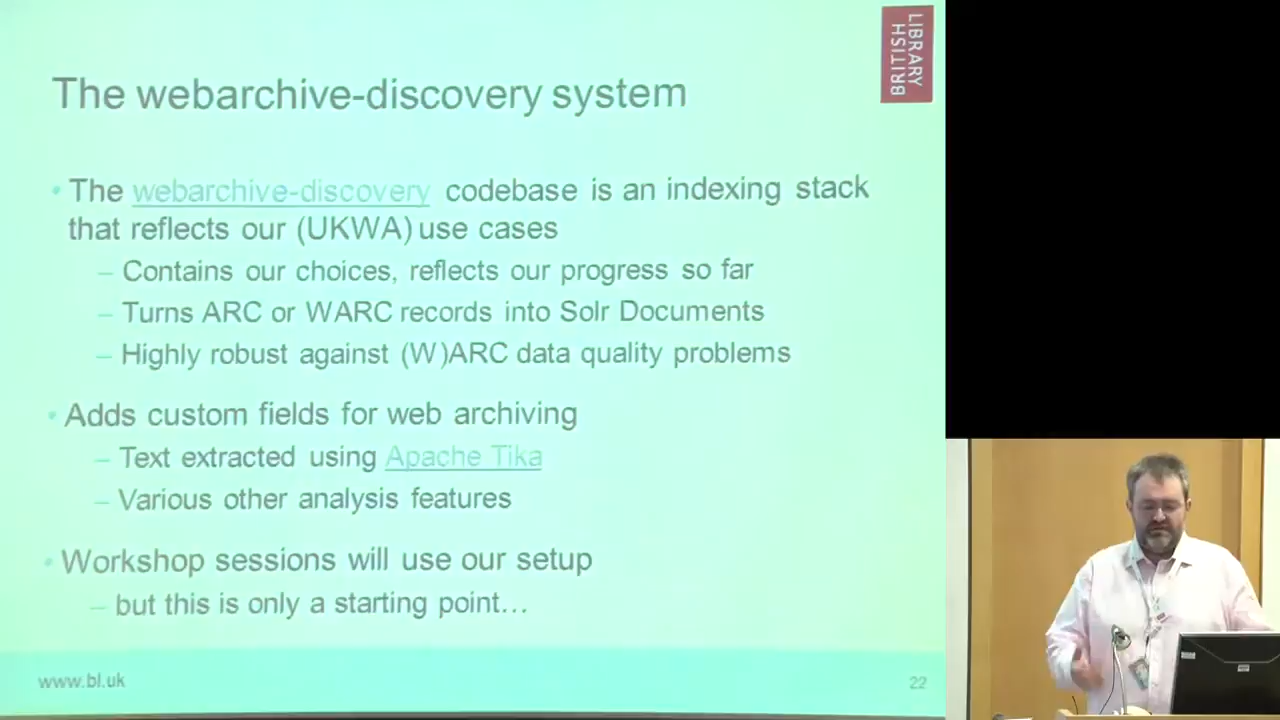 LIBRARY
BRITISH
The webarchive-discovery system
• The webarchive-discovery codebase is an indexing stack
that reflects our (UKWA) use cases
– Contains our choices, reflects our progress so far
– Turns ARC or WARC records into Solr Documents
– Highly robust against (W)ARC data quality problems
• Adds custom fields for web archiving
– Text extracted using Apache Tika
– Various other analysis features
• Workshop sessions will use our setup
– but this is only a starting point…
www.bl.uk
22